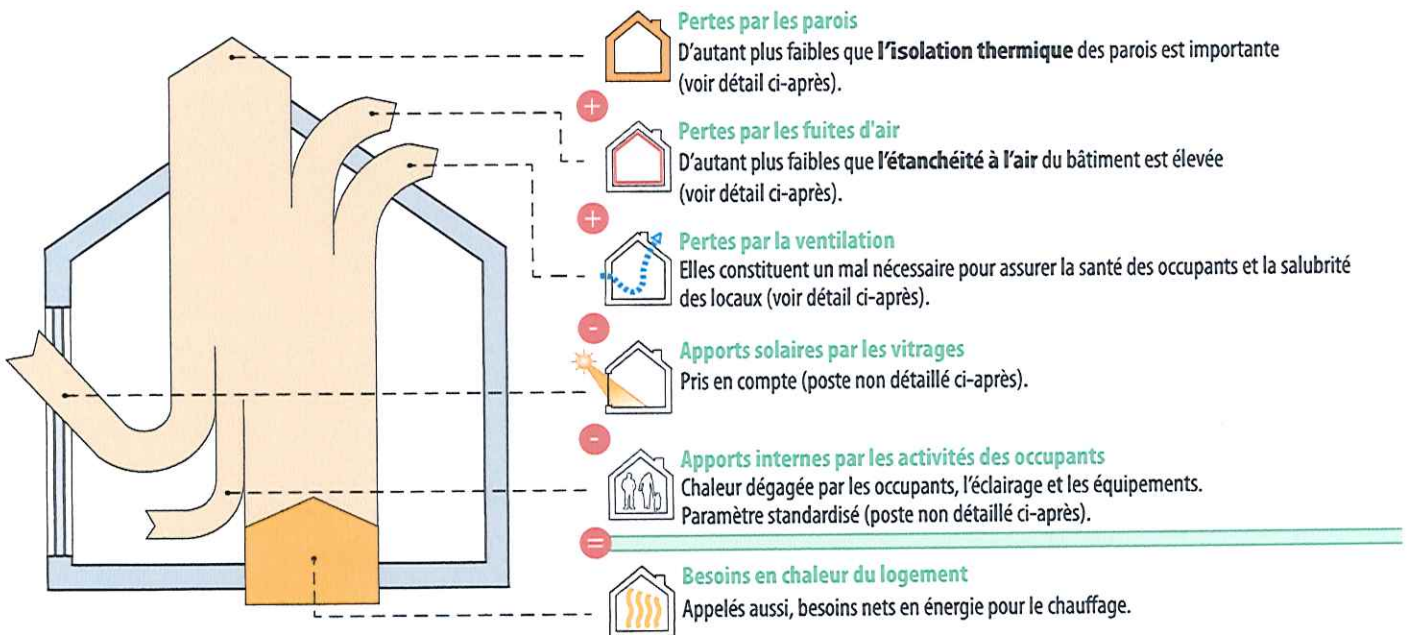 Pertes par les parois
D'autant plus faibles que l'isolation thermique des parois est importante
(voir détail ci-après).
+
Pertes par les fuites d'air
D'autant plus faibles que l'étanchéité à l'air du bâtiment est élevée
(voir détail ci-après).
+
Pertes par la ventilation
Elles constituent un mal nécessaire pour assurer la santé des occupants et la salubrité
des locaux (voir détail ci-après).
-
Apports solaires par les vitrages
Pris en compte (poste non détaillé ci-après).
-
Apports internes par les activités des occupants
Chaleur dégagée par les occupants, l'éclairage et les équipements.
Paramètre standardisé (poste non détaillé ci-après).
=
Besoins en chaleur du logement
Appelés aussi, besoins nets en énergie pour le chauffage.